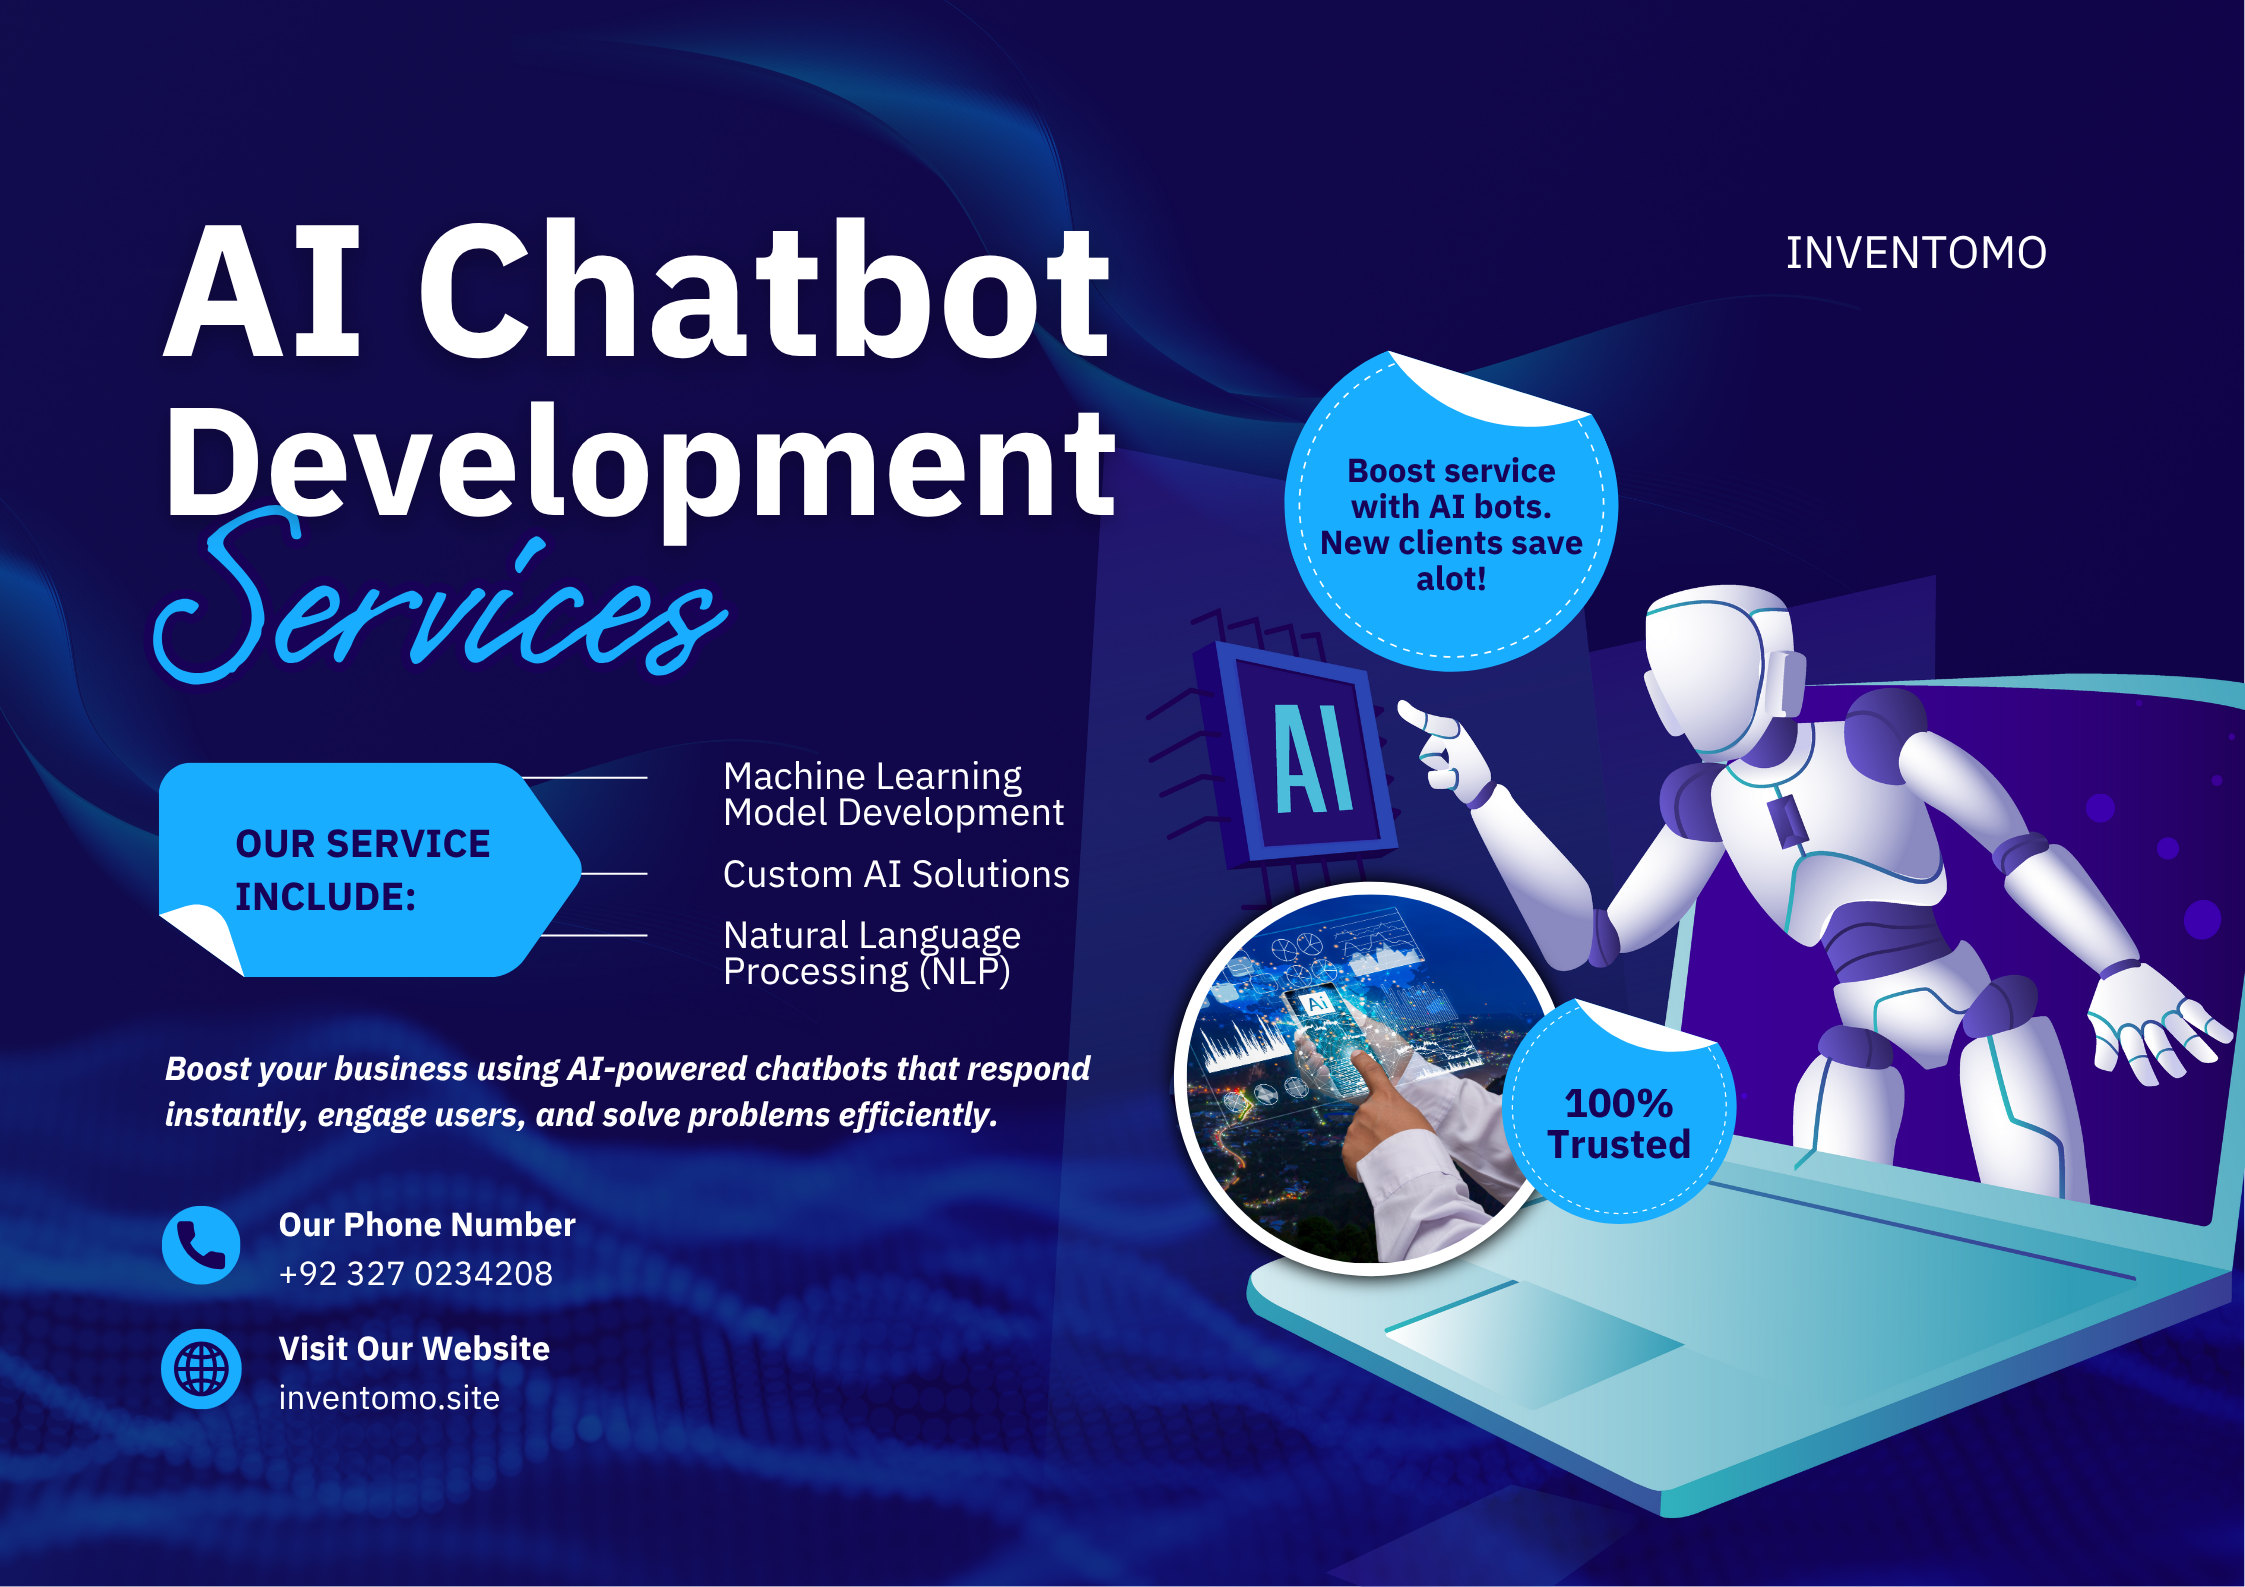 AI Chatbot
Development
Services
INVENTOMO
Boost service
with AI bots.
New clients save
alot!
AI
OUR SERVICE
INCLUDE:
Machine Learning
Model Development
Custom AI Solutions
Natural Language
Processing (NLP)
Ai
100%
Trusted
Boost your business using AI-powered chatbots that respond
instantly, engage users, and solve problems efficiently.
Our Phone Number
+92 327 0234208
Visit Our Website
inventomo.site